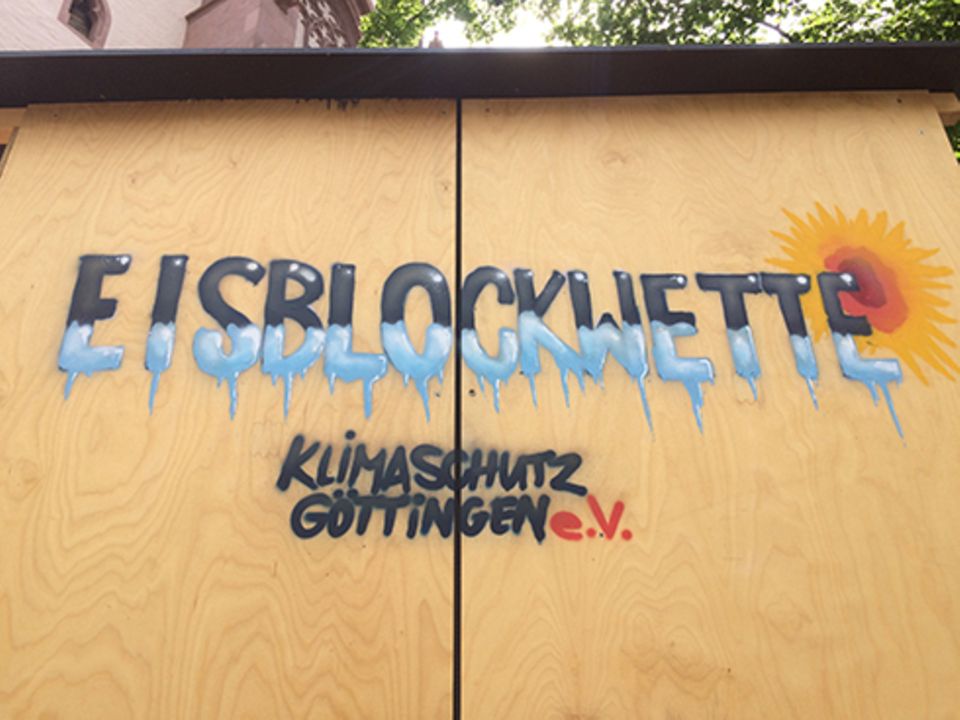 EISBLOCKWETTE
KLiMASCHUTZ
GÖTTiNGEN e.V.